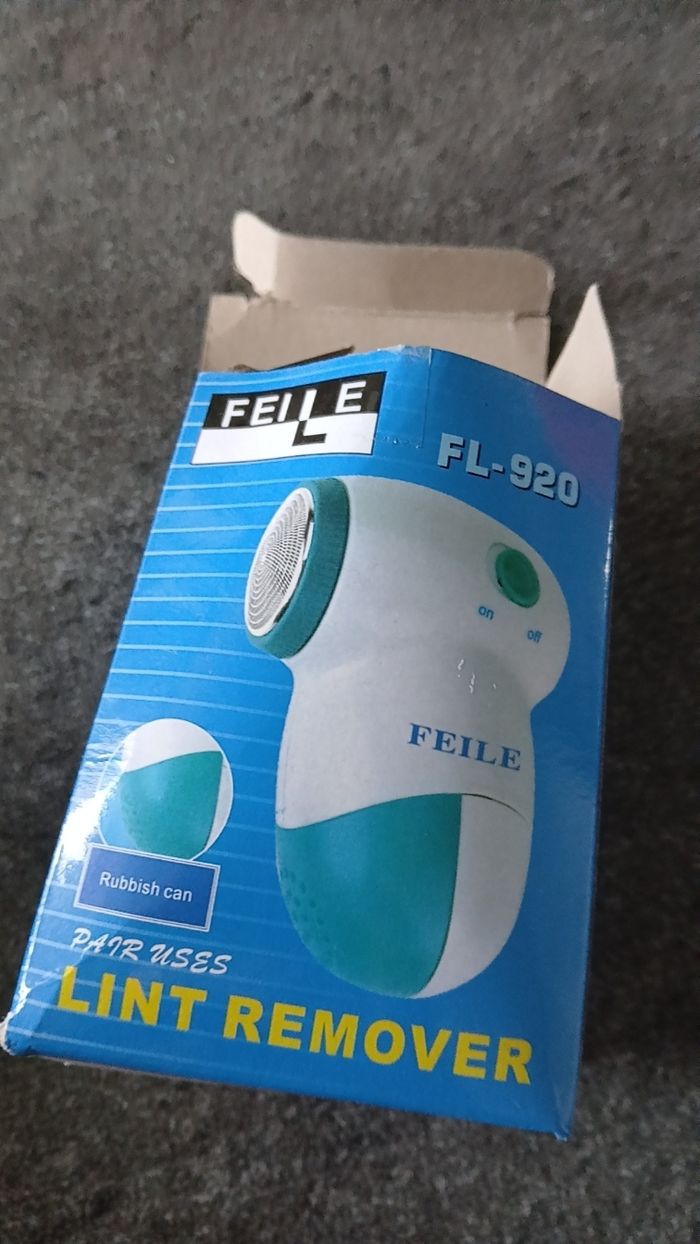 FEILE
FL-920
on
off
FEILE
Rubbish can
PAIR USES
LINT REMOVER